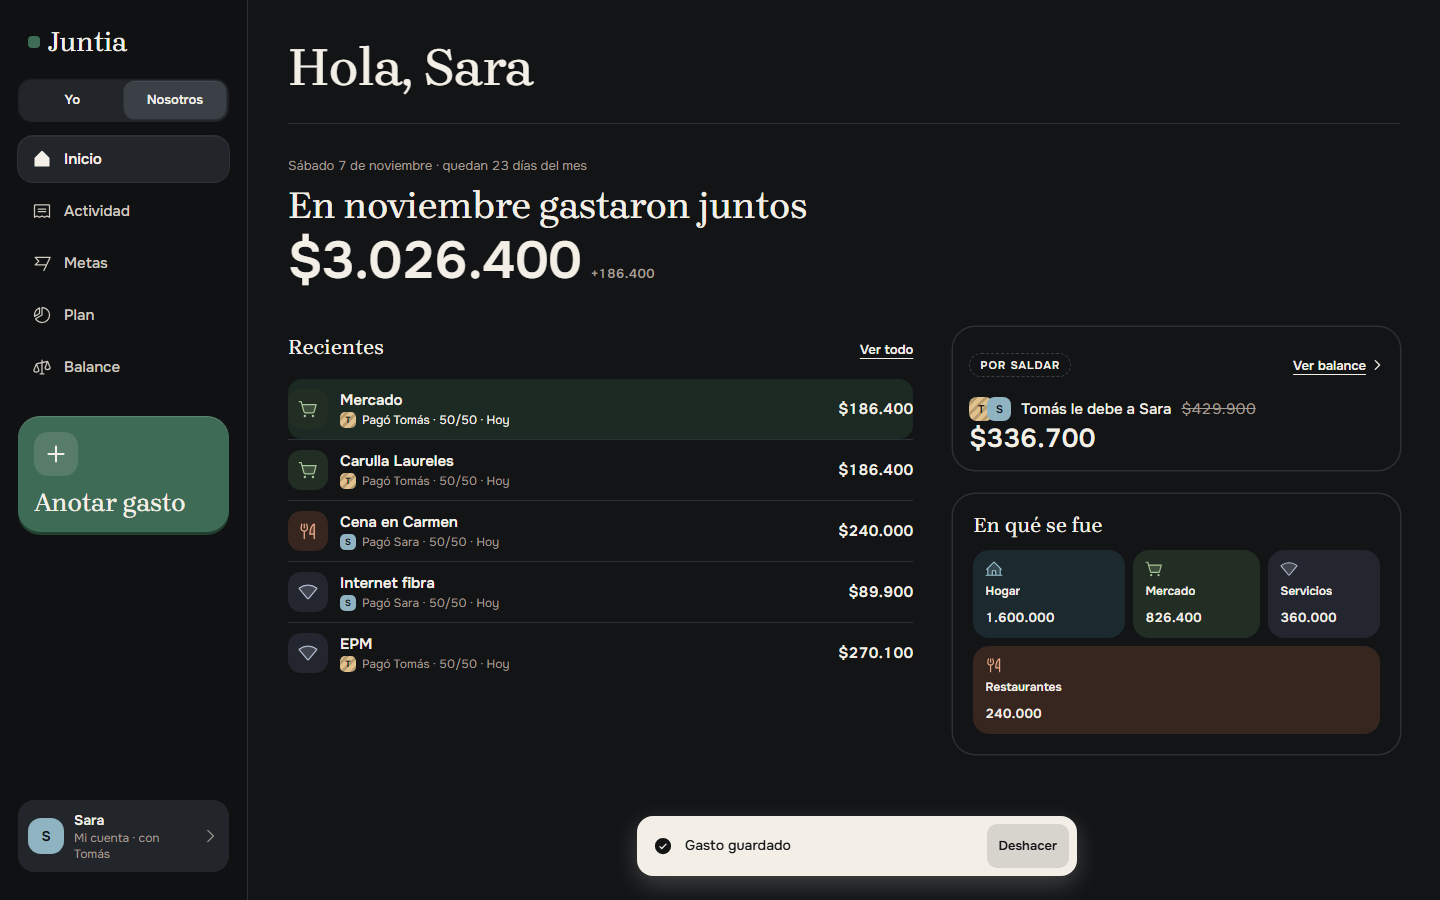 Juntia
Yo
Nosotros
Inicio
Actividad
Metas
Plan
Balance
Anotar gasto
S
Sara
Mi cuenta · con
Tomás
Hola, Sara
Sábado 7 de noviembre · quedan 23 días del mes
En noviembre gastaron juntos
$3.026.400 +186.400
Recientes
Ver todo
Mercado
T Pagó Tomás · 50/50 · Hoy
$186.400
Carulla Laureles
T Pagó Tomás · 50/50 · Hoy
$186.400
Cena en Carmen
S Pagó Sara · 50/50 · Hoy
$240.000
Internet fibra
S Pagó Sara · 50/50 · Hoy
$89.900
EPM
T Pagó Tomás · 50/50 · Hoy
$270.100
POR SALDAR
Ver balance
T S Tomás le debe a Sara $429.900
$336.700
En qué se fue
Hogar
1.600.000
Mercado
826.400
Servicios
360.000
Restaurantes
240.000
Gasto guardado
Deshacer